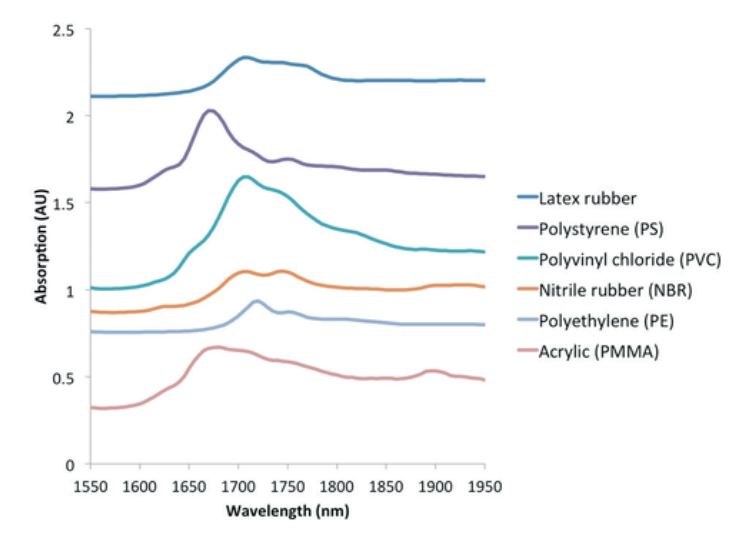 2.5
2
1.5
1
0.5
0
Absorption (AU)
1550 1600 1650 1700 1750 1800 1850 1900 1950
Wavelength (nm)
Latex rubber
Polystyrene (PS)
Polyvinyl chloride (PVC)
Nitrile rubber (NBR)
Polyethylene (PE)
Acrylic (PMMA)